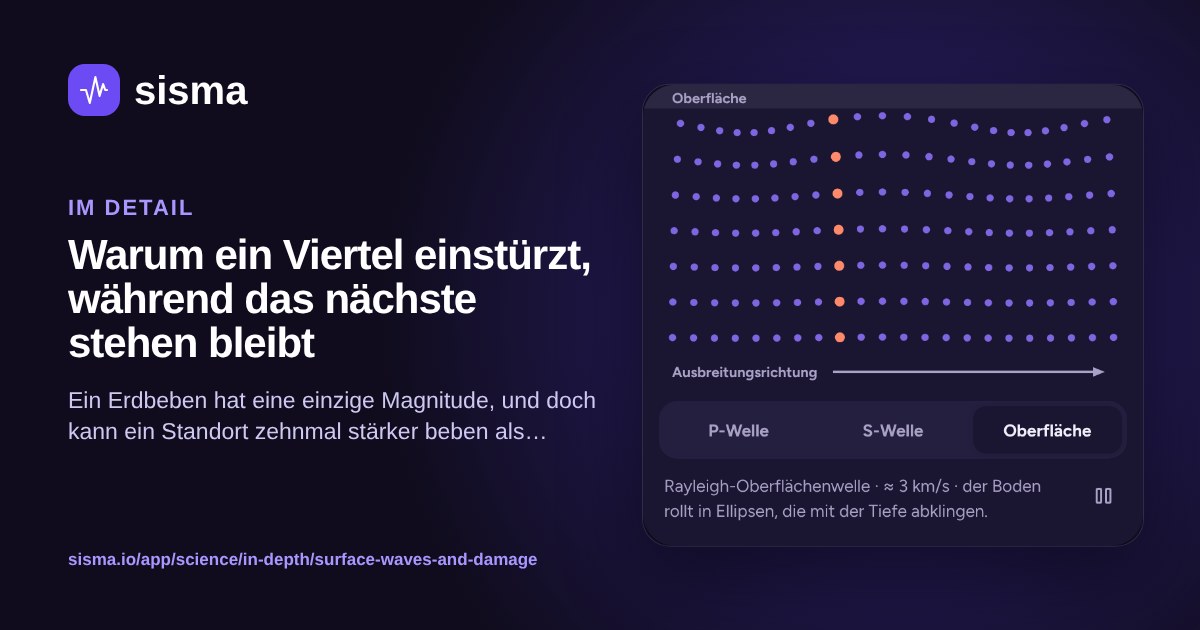 sisma
IM DETAIL
Warum ein Viertel einstürzt,
während das nächste
stehen bleibt
Ein Erdbeben hat eine einzige Magnitude, und doch
kann ein Standort zehnmal stärker beben als…
sisma.io/app/science/in-depth/surface-waves-and-damage
Oberfläche
Ausbreitungsrichtung
P-Welle
S-Welle
Oberfläche
Rayleigh-Oberflächenwelle · ≈ 3 km/s · der Boden
rollt in Ellipsen, die mit der Tiefe abklingen.